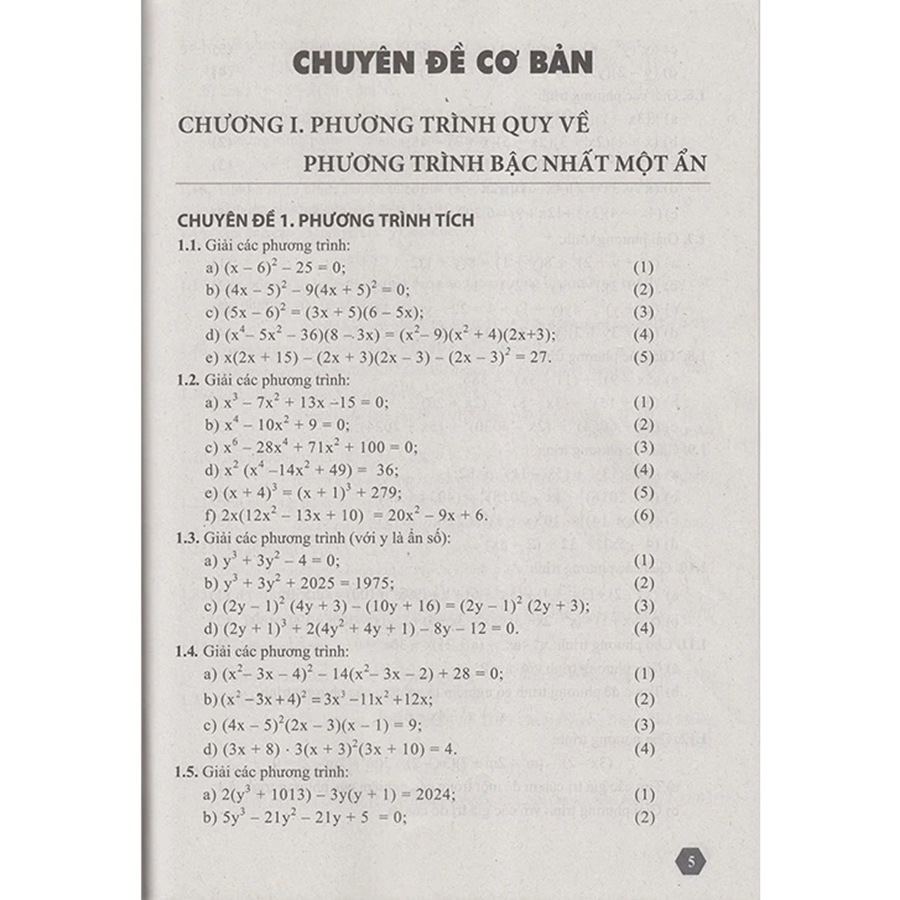 CHUYÊN ĐỀ CƠ BẢN
CHƯƠNG I. PHƯƠNG TRÌNH QUY VỀ
PHƯƠNG TRÌNH BẬC NHẤT MỘT ẨN
CHUYÊN ĐỀ 1. PHƯƠNG TRÌNH TÍCH
1.1. Giải các phương trình:
a) (x – 6)² – 25 = 0; (1)
b) (4x – 5)² – 9(4x + 5)² = 0; (2)
c) (5x – 6)² = (3x + 5)(6 – 5x); (3)
d) (x⁴– 5x² – 36)(8 – 3x) = (x²– 9)(x² + 4)(2x+3); (4)
e) x(2x + 15) – (2x + 3)(2x – 3) – (2x – 3)² = 27. (5)
1.2. Giải các phương trình:
a) x³ – 7x² + 13x –15 = 0; (1)
b) x⁴ – 10x² + 9 = 0; (2)
c) x⁶ – 28x⁴ + 71x² + 100 = 0; (3)
d) x² (x⁴ –14x² + 49) = 36; (4)
e) (x + 4)³ = (x + 1)³ + 279; (5)
f) 2x(12x² – 13x + 10) = 20x² – 9x + 6. (6)
1.3. Giải các phương trình (với y là ẩn số):
a) y³ + 3y² – 4 = 0; (1)
b) y³ + 3y² + 2025 = 1975; (2)
c) (2y – 1)² (4y + 3) – (10y + 16) = (2y – 1)² (2y + 3); (3)
d) (2y + 1)³ + 2(4y² + 4y + 1) – 8y – 12 = 0. (4)
1.4. Giải các phương trình:
a) (x²– 3x – 4)² – 14(x²– 3x – 2) + 28 = 0; (1)
b) (x² –3x+4)² =3x³ –11x² +12x; (2)
c) (4x – 5)²(2x – 3)(x – 1) = 9; (3)
d) (3x + 8) · 3(x + 3)²(3x + 10) = 4. (4)
1.5. Giải các phương trình:
a) 2(y³ + 1013) – 3y(y + 1) = 2024; (1)
b) 5y³ – 21y² – 21y + 5 = 0; (2)
5